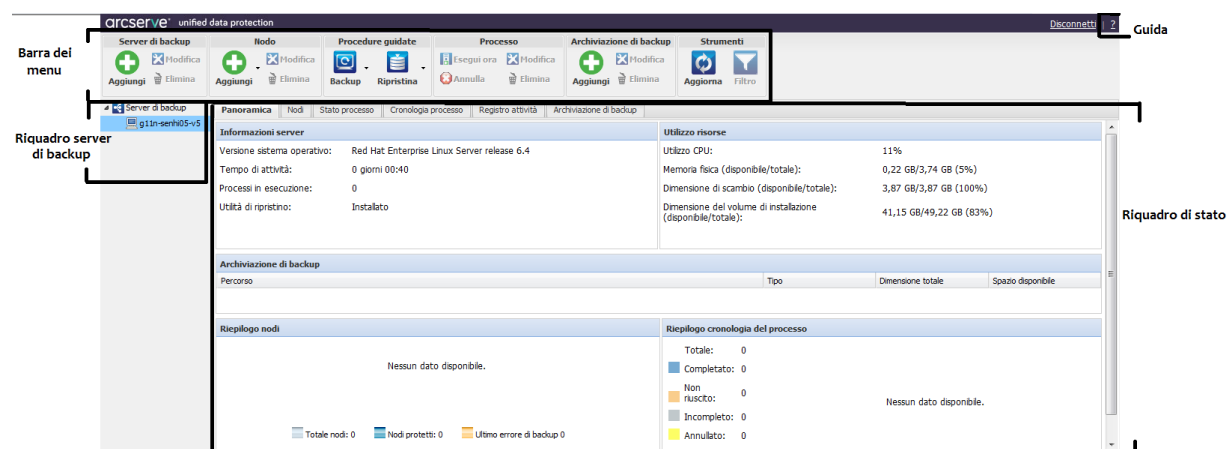 arcserve® unified data protection
Disconnetti | ?
Guida
Barra dei menu
Server di backup
Aggiungi
Modifica
Elimina
Nodo
Aggiungi
Modifica
Elimina
Procedure guidate
Backup
Ripristina
Processo
Esegui ora
Modifica
Annulla
Elimina
Archiviazione di backup
Aggiungi
Modifica
Elimina
Strumenti
Aggiorna
Filtro
Riquadro server di backup
Server di backup
g11n-senhi05-v5
Panoramica
Nodi
Stato processo
Cronologia processo
Registro attività
Archiviazione di backup
Informazioni server
Versione sistema operativo: Red Hat Enterprise Linux Server release 6.4
Tempo di attività: 0 giorni 00:40
Processi in esecuzione: 0
Utilità di ripristino: Installato
Utilizzo risorse
Utilizzo CPU: 11%
Memoria fisica (disponibile/totale): 0,22 GB/3,74 GB (5%)
Dimensione di scambio (disponibile/totale): 3,87 GB/3,87 GB (100%)
Dimensione del volume di installazione (disponibile/totale): 41,15 GB/49,22 GB (83%)
Riquadro di stato
Archiviazione di backup
Percorso Tipo Dimensione totale Spazio disponibile
Riepilogo nodi
Nessun dato disponibile.
Totale nodi: 0 Nodi protetti: 0 Ultimo errore di backup 0
Riepilogo cronologia del processo
Totale: 0
Completato: 0
Non riuscito: 0
Incompleto: 0
Annullato: 0
Nessun dato disponibile.